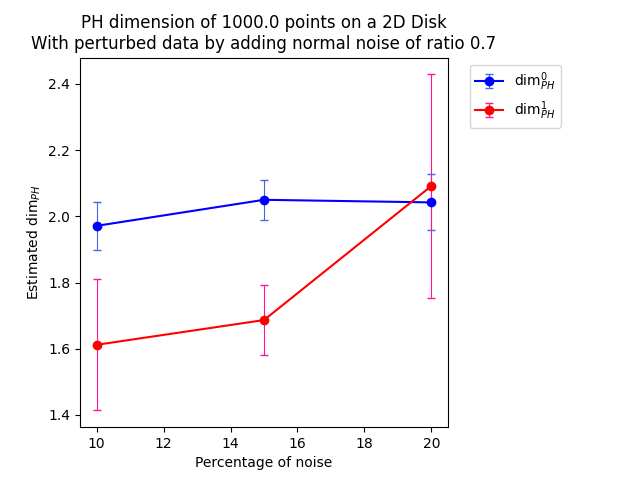 PH dimension of 1000.0 points on a 2D Disk
With perturbed data by adding normal noise of ratio 0.7
Estimated dim_PH
2.4
2.2
2.0
1.8
1.6
1.4
10 12 14 16 18 20
Percentage of noise
dim^0_PH
dim^1_PH